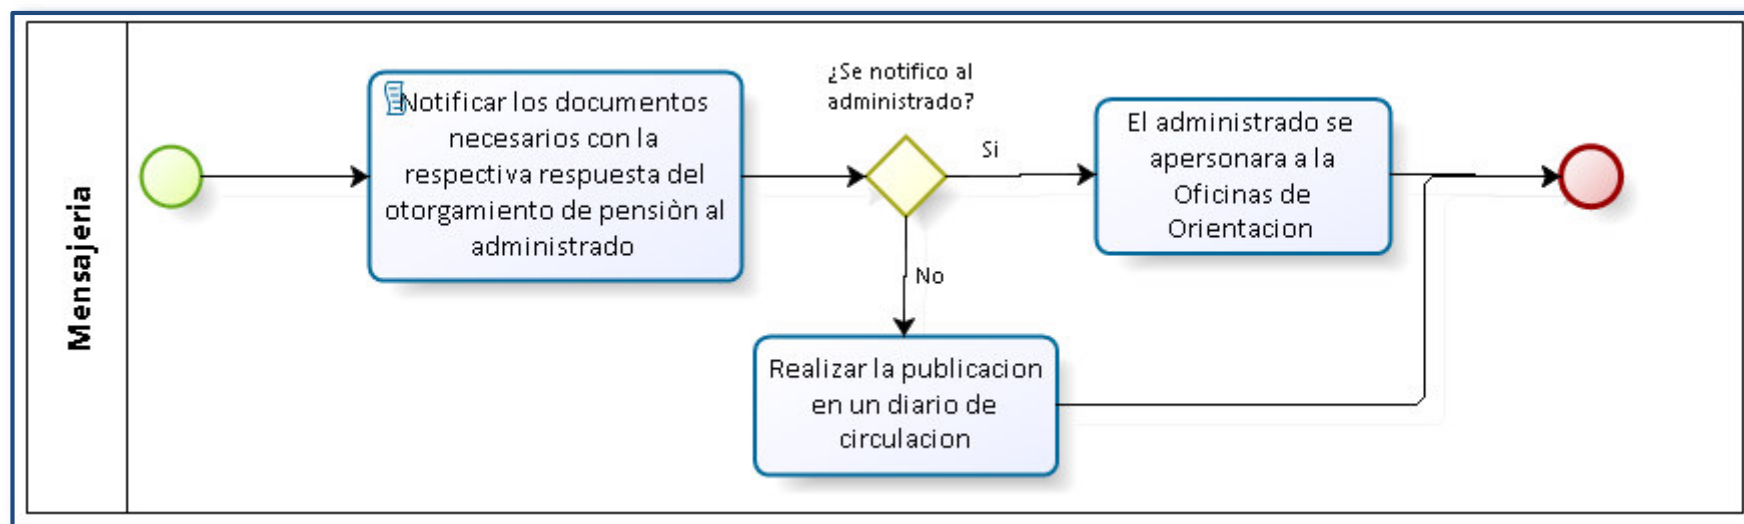 Mensajeria
Notificar los documentos
necesarios con la
respectiva respuesta del
otorgamiento de pensiòn al
administrado
¿Se notifico al
administrado?
Si
No
El administrado se
apersonara a la
Oficinas de
Orientacion
Realizar la publicacion
en un diario de
circulacion